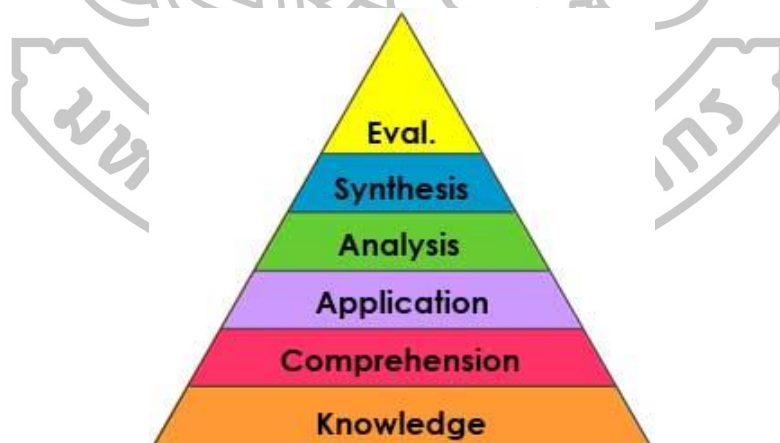 Eval.
Synthesis
Analysis
Application
Comprehension
Knowledge